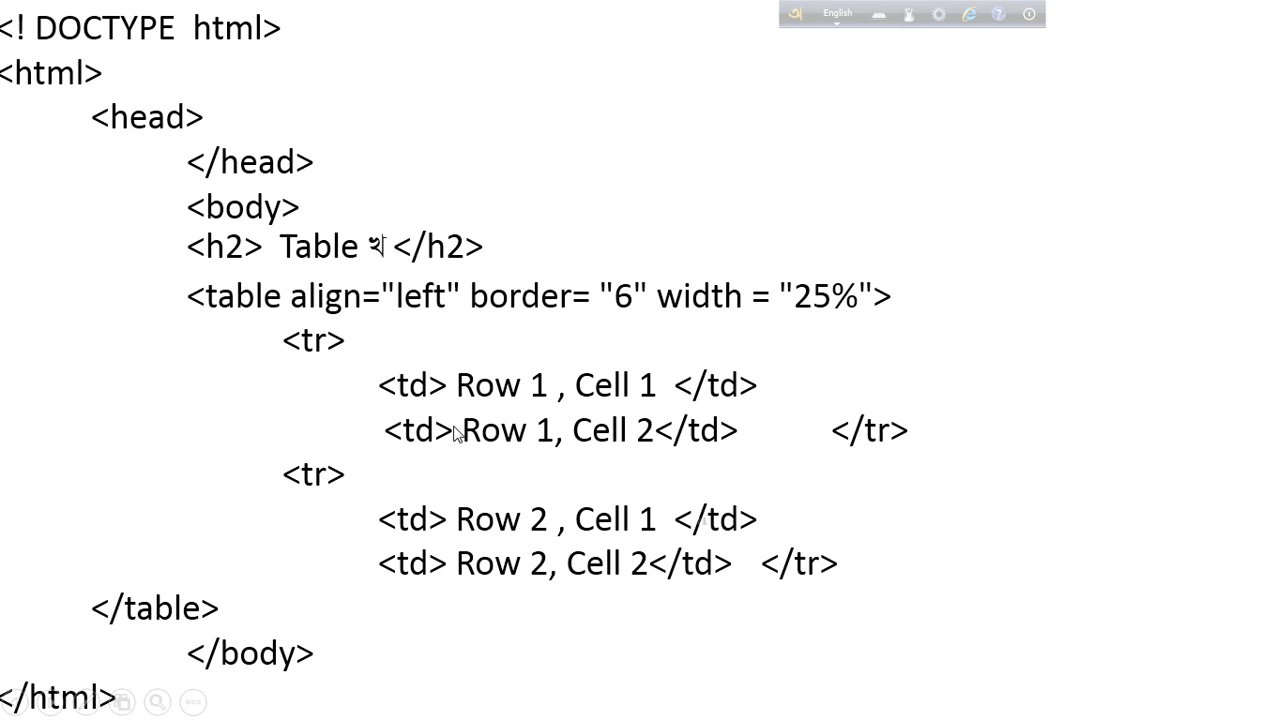 অ English
<! DOCTYPE html>
<html>
<head>
</head>
<body>
<h2> Table খ </h2>
<table align="left" border= "6" width = "25%">
<tr>
<td> Row 1 , Cell 1 </td>
<td> Row 1, Cell 2</td> </tr>
<tr>
<td> Row 2 , Cell 1 </td>
<td> Row 2, Cell 2</td> </tr>
</table>
</body>
</html>